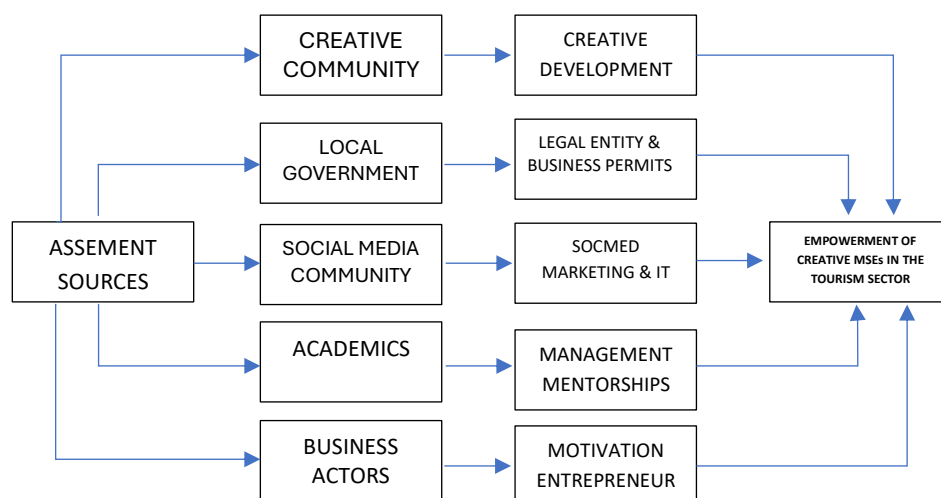 CREATIVE
COMMUNITY
CREATIVE
DEVELOPMENT
LOCAL
GOVERNMENT
LEGAL ENTITY &
BUSINESS PERMITS
ASSEMENT
SOURCES
SOCIAL MEDIA
COMMUNITY
SOCMED
MARKETING & IT
EMPOWERMENT OF
CREATIVE MSEs IN THE
TOURISM SECTOR
ACADEMICS
MANAGEMENT
MENTORSHIPS
BUSINESS
ACTORS
MOTIVATION
ENTREPRENEUR